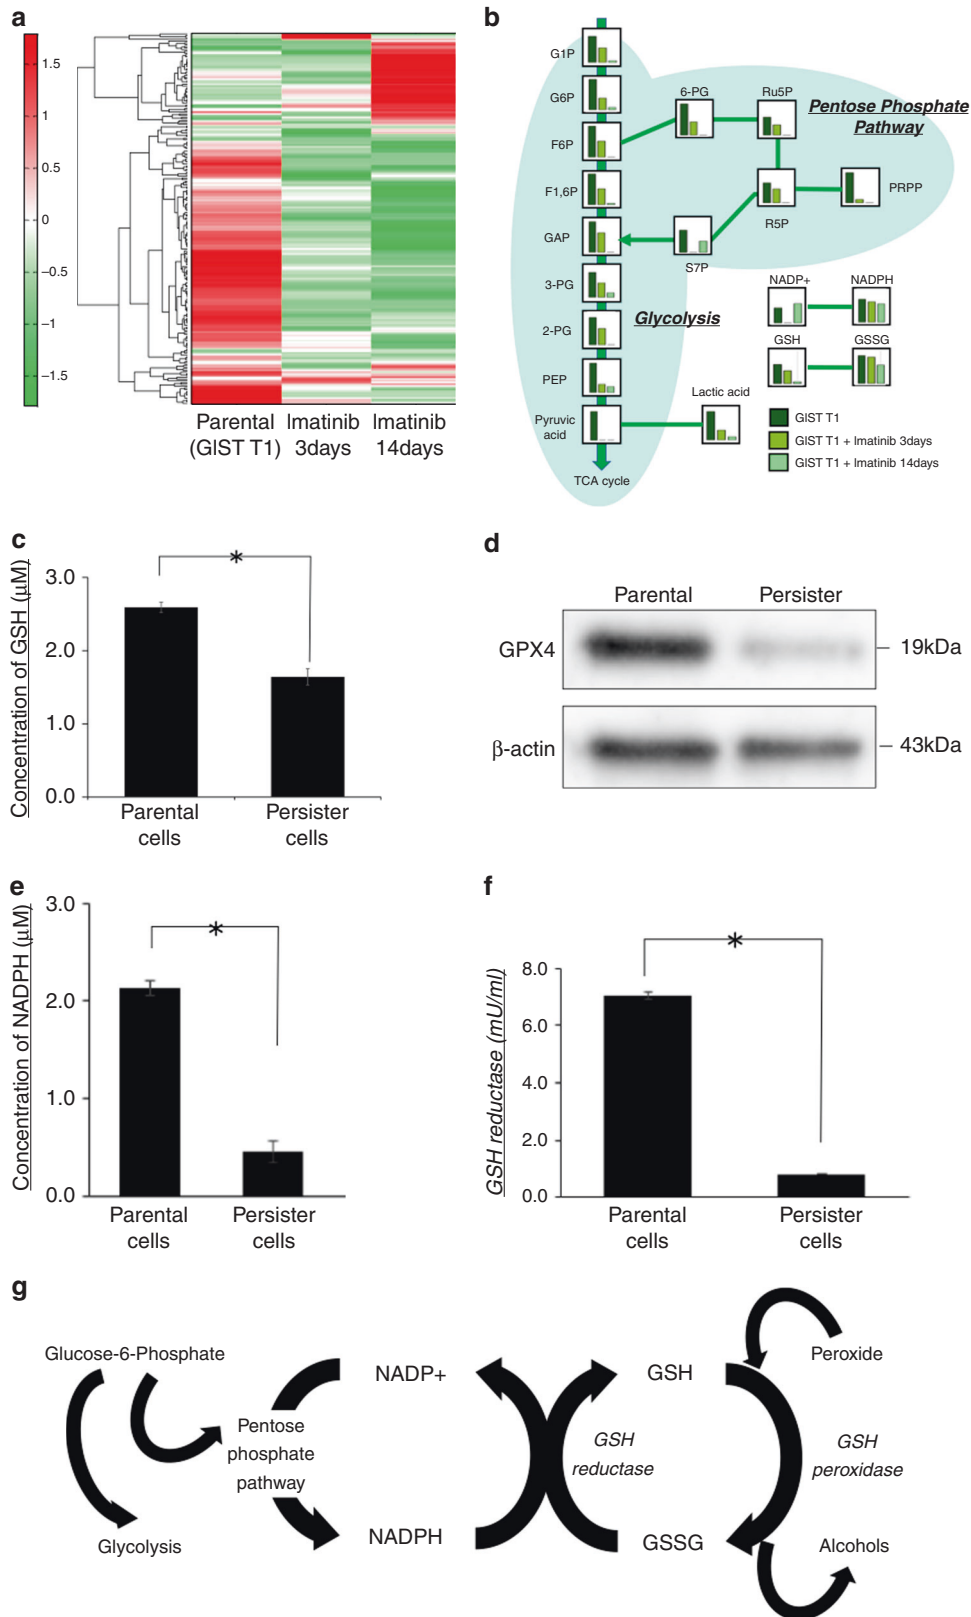 a
1.5
1
0.5
0
−0.5
−1
−1.5
Parental
(GIST T1)
Imatinib
3days
Imatinib
14days
b
G1P
G6P
F6P
F1,6P
GAP
3-PG
2-PG
PEP
Pyruvic
acid
TCA cycle
6-PG
Ru5P
Pentose Phosphate
Pathway
PRPP
R5P
S7P
Glycolysis
NADP+
NADPH
GSH
GSSG
Lactic acid
GIST T1
GIST T1 + Imatinib 3days
GIST T1 + Imatinib 14days
c
Concentration of GSH (μM)
3.0
2.0
1.0
0.0
*
Parental
cells
Persister
cells
d
Parental
Persister
GPX4
19kDa
β-actin
43kDa
e
Concentration of NADPH (μM)
3.0
2.0
1.0
0.0
*
Parental
cells
Persister
cells
f
GSH reductase (mU/ml)
8.0
6.0
4.0
2.0
0.0
*
Parental
cells
Persister
cells
g
Glucose-6-Phosphate
Glycolysis
Pentose
phosphate
pathway
NADP+
NADPH
GSH
reductase
GSH
GSSG
GSH
peroxidase
Peroxide
Alcohols